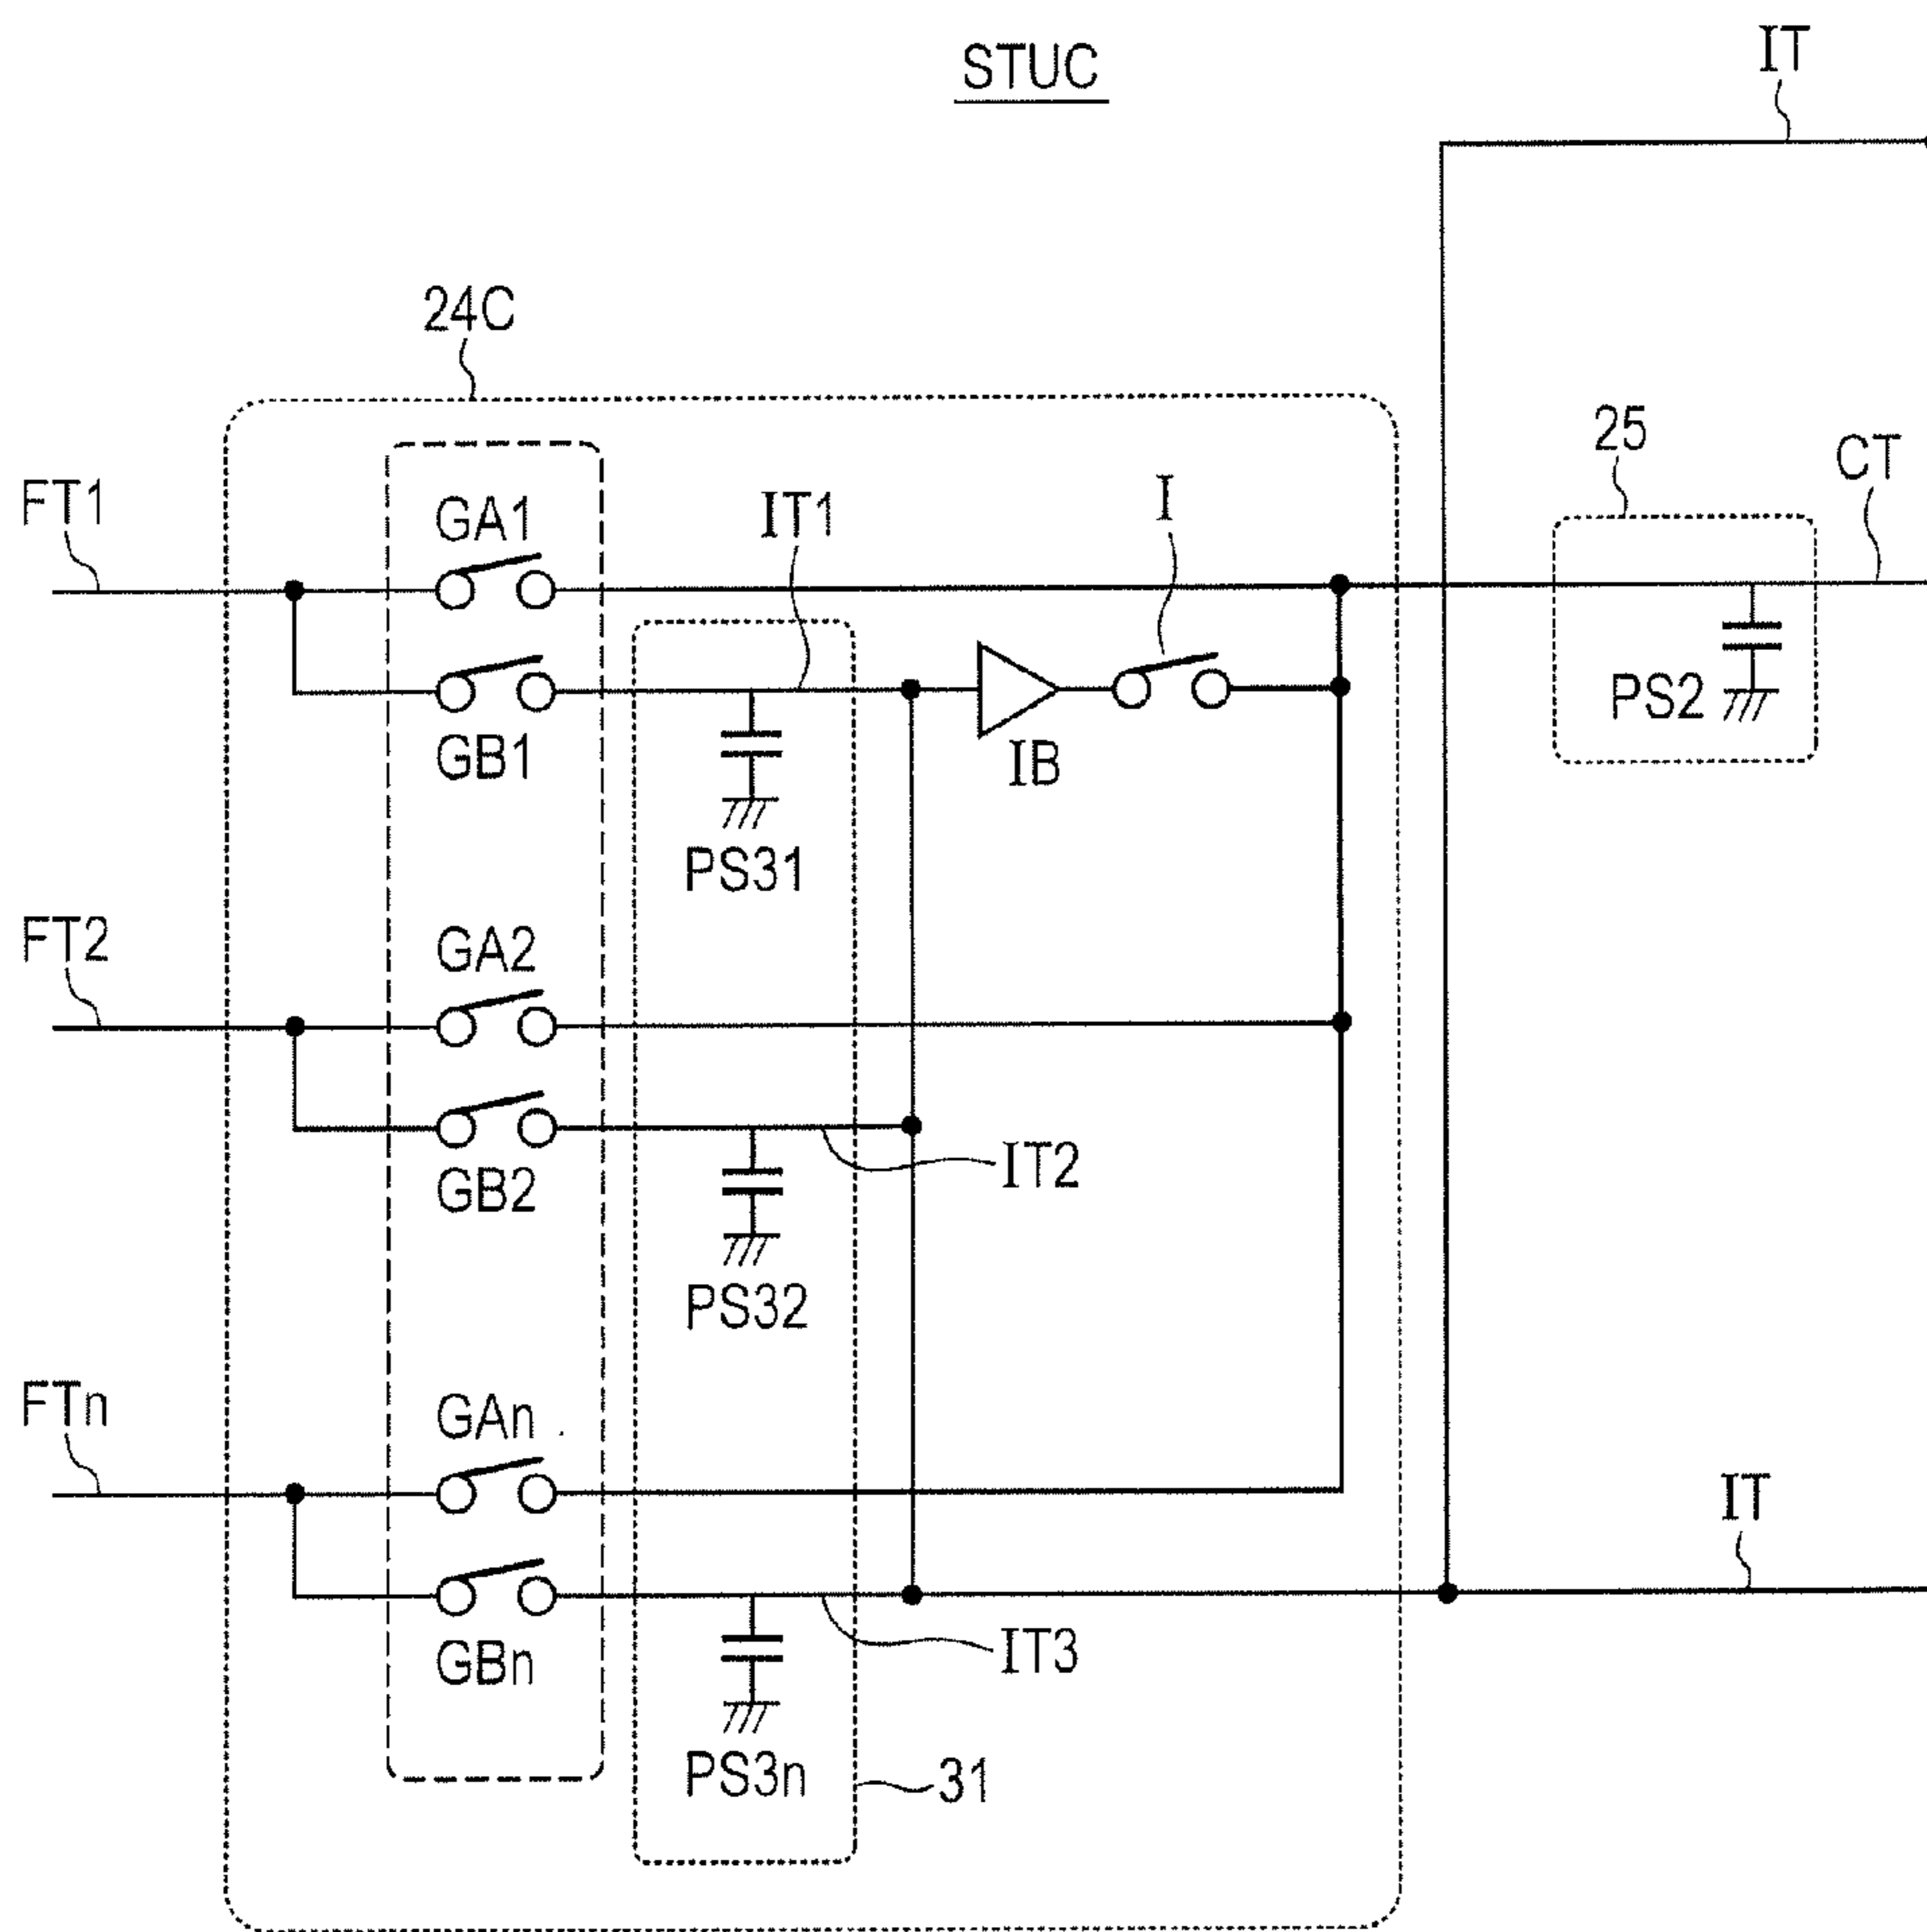 STUC
IT
24C
25
CT
FT1
GA1
IT1
I
GB1
IB
PS2
PS31
FT2
GA2
GB2
IT2
PS32
FTn
GAn
IT
GBn
IT3
PS3n
31